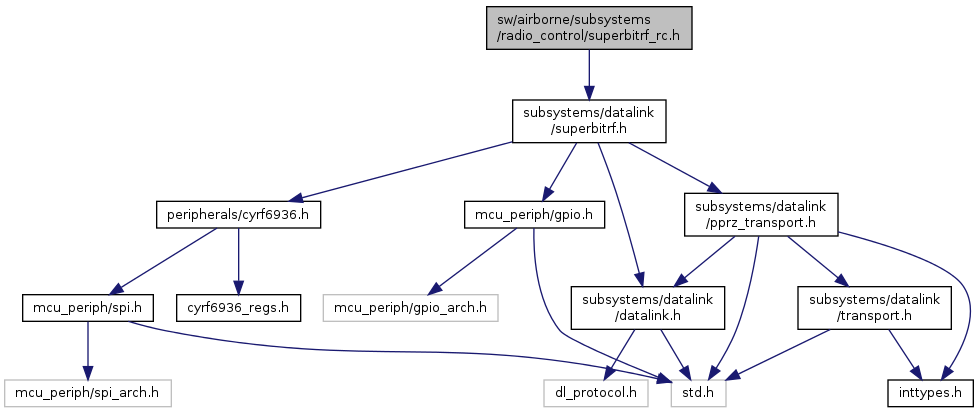 sw/airborne/subsystems
/radio_control/superbitrf_rc.h
subsystems/datalink
/superbitrf.h
peripherals/cyrf6936.h
mcu_periph/gpio.h
subsystems/datalink
/pprz_transport.h
mcu_periph/spi.h
cyrf6936_regs.h
mcu_periph/gpio_arch.h
subsystems/datalink
/datalink.h
subsystems/datalink
/transport.h
mcu_periph/spi_arch.h
dl_protocol.h
std.h
inttypes.h